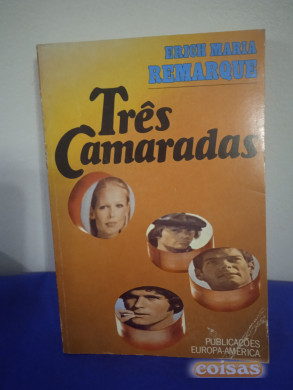 ERICH MARIA
REMARQUE
Três
Camaradas
PUBLICAÇÕES
EUROPA-AMÉRICA
coisas